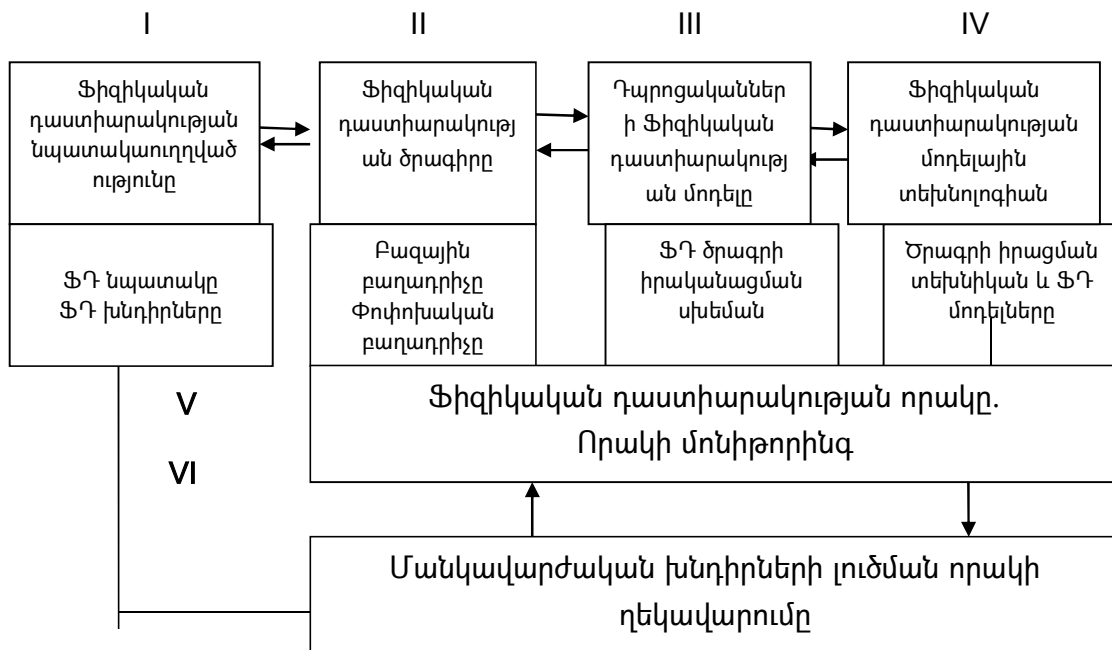 I
II
III
IV
Ֆիզիկական
դաստիարակության
նպատակաուղղված
ությունը
Ֆիզիկական
դաստիարակությ
ան ծրագիրը
Դպրոցականներ
ի Ֆիզիկական
դաստիարակությ
ան մոդելը
Ֆիզիկական
դաստիարակության
մոդելային
տեխնոլոգիան
ՖԴ նպատակը
ՖԴ խնդիրները
Բազային
բաղադրիչը
Փոփոխական
բաղադրիչը
ՖԴ ծրագրի
իրականացման
սխեման
Ծրագրի իրացման
տեխնիկան և ՖԴ
մոդելները
V
VI
Ֆիզիկական դաստիարակության որակը.
Որակի մոնիթորինգ
Մանկավարժական խնդիրների լուծման որակի
ղեկավարումը